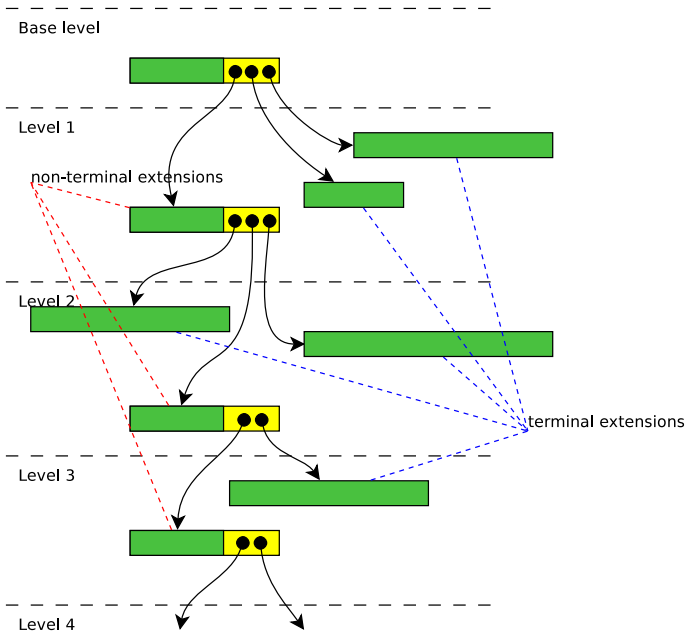 Base level
Level 1
non-terminal extensions
Level 2
terminal extensions
Level 3
Level 4